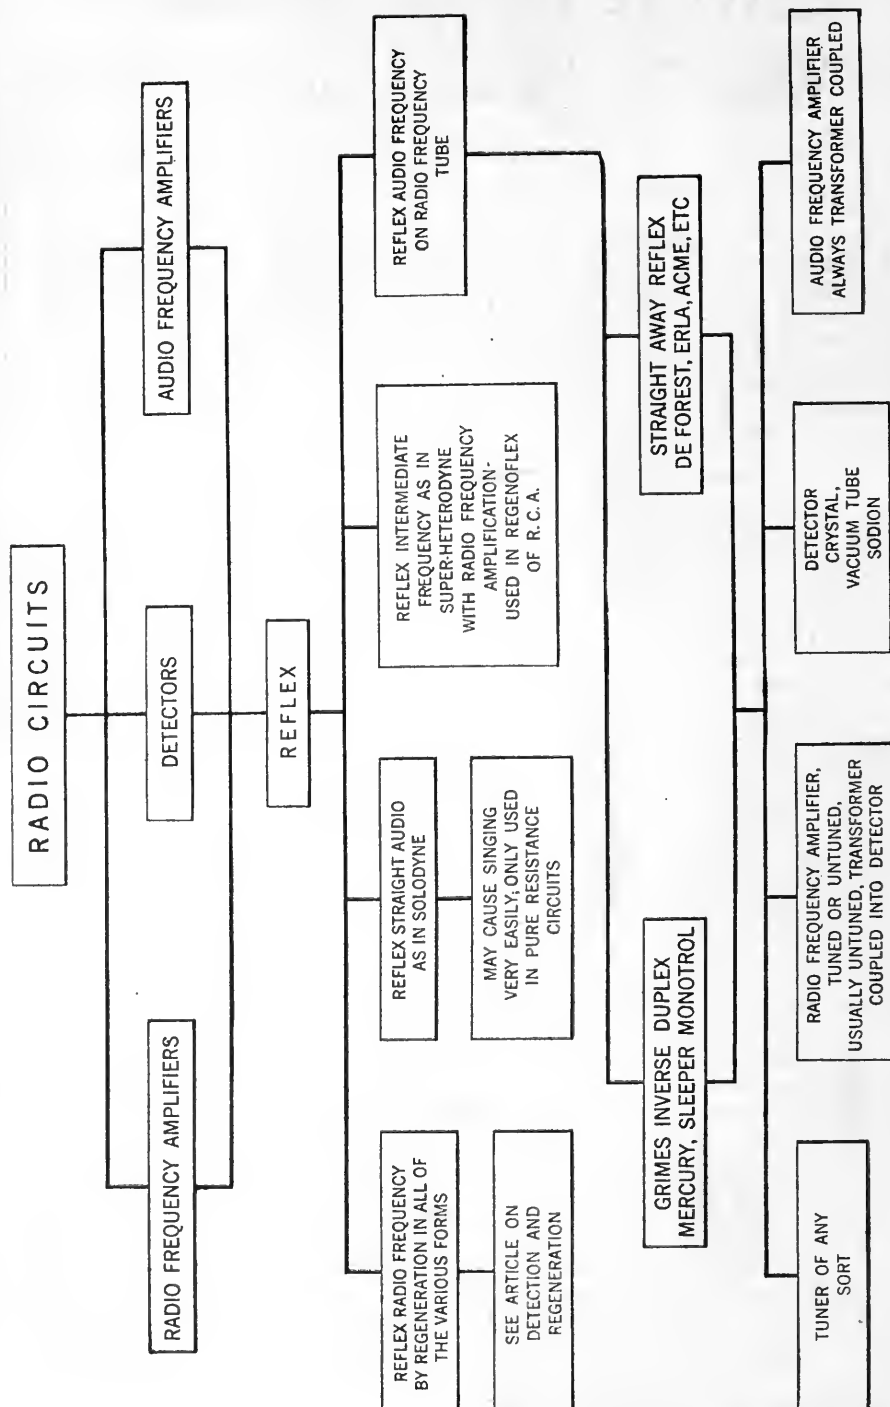 RADIO CIRCUITS
RADIO FREQUENCY AMPLIFIERS
DETECTORS
AUDIO FREQUENCY AMPLIFIERS
REFLEX
REFLEX RADIO FREQUENCY
BY REGENERATION IN ALL OF
THE VARIOUS FORMS
SEE ARTICLE ON
DETECTION AND
REGENERATION
REFLEX STRAIGHT AUDIO
AS IN SOLODYNE
MAY CAUSE SINGING
VERY EASILY; ONLY USED
IN PURE RESISTANCE
CIRCUITS
REFLEX INTERMEDIATE
FREQUENCY AS IN
SUPER-HETERODYNE
WITH RADIO FREQUENCY
AMPLIFICATION-
USED IN REGENOFLEX
OF R.C.A.
REFLEX AUDIO FREQUENCY
ON RADIO FREQUENCY
TUBE
GRIMES INVERSE DUPLEX
MERCURY, SLEEPER MONOTROL
STRAIGHT AWAY REFLEX
DE FOREST, ERLA, ACME, ETC
TUNER OF ANY
SORT
RADIO FREQUENCY AMPLIFIER,
TUNED OR UNTUNED,
USUALLY UNTUNED, TRANSFORMER
COUPLED INTO DETECTOR
DETECTOR
CRYSTAL,
VACUUM TUBE
SODION
AUDIO FREQUENCY AMPLIFIER
ALWAYS TRANSFORMER COUPLED